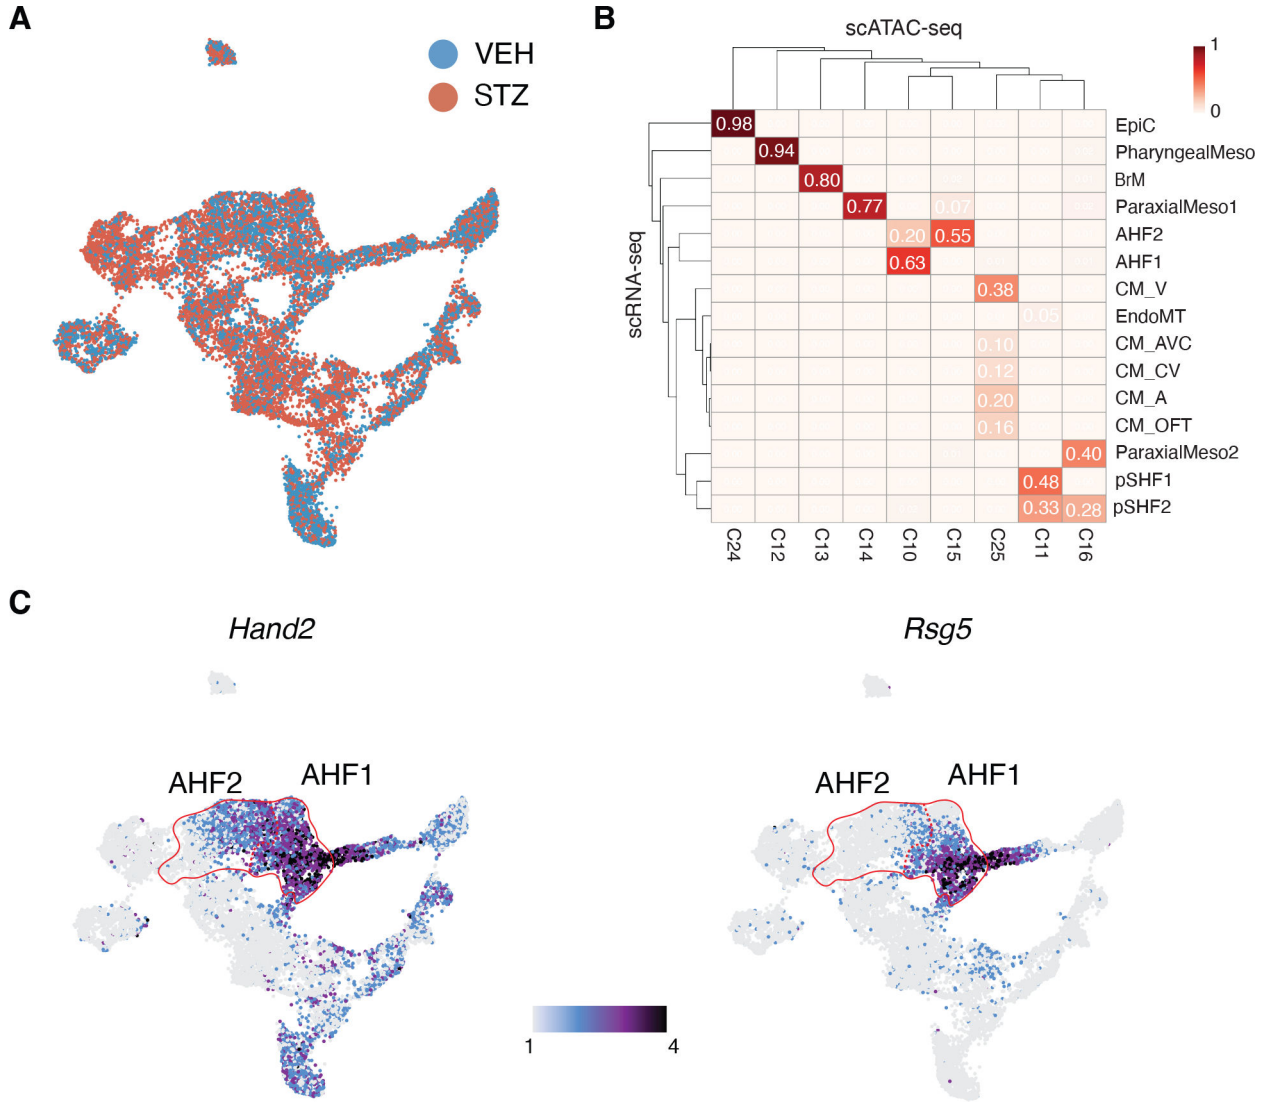 A
VEH
STZ
B
scATAC-seq
1
0
scRNA-seq
0.98 EpiC
0.94 PharyngealMeso
0.80 BrM
0.77 0.07 ParaxialMeso1
0.20 0.55 AHF2
0.63 AHF1
0.38 CM_V
0.05 EndoMT
0.10 CM_AVC
0.12 CM_CV
0.20 CM_A
0.16 CM_OFT
0.40 ParaxialMeso2
0.48 pSHF1
0.33 0.28 pSHF2
C24 C12 C13 C14 C10 C15 C25 C11 C16
C
Hand2
Rsg5
AHF2 AHF1
AHF2 AHF1
1 4